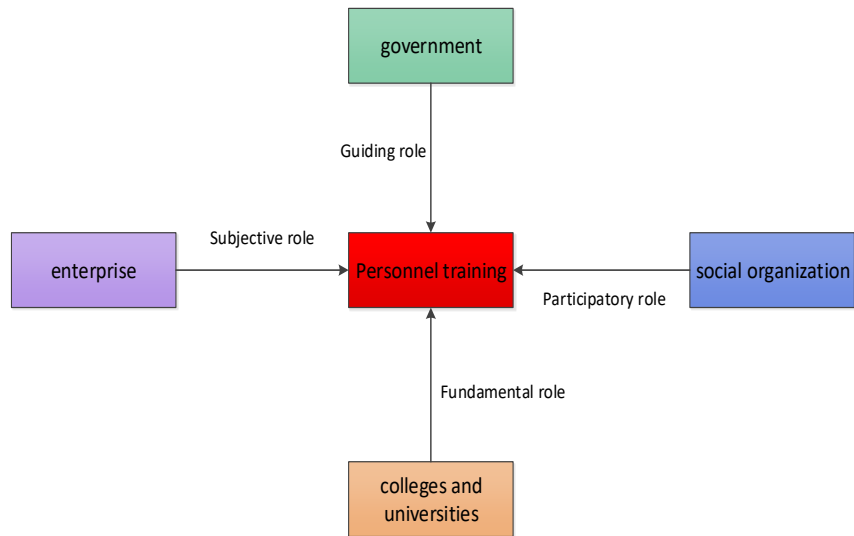 government
Guiding role
Subjective role
enterprise
Personnel training
social organization
Participatory role
Fundamental role
colleges and
universities